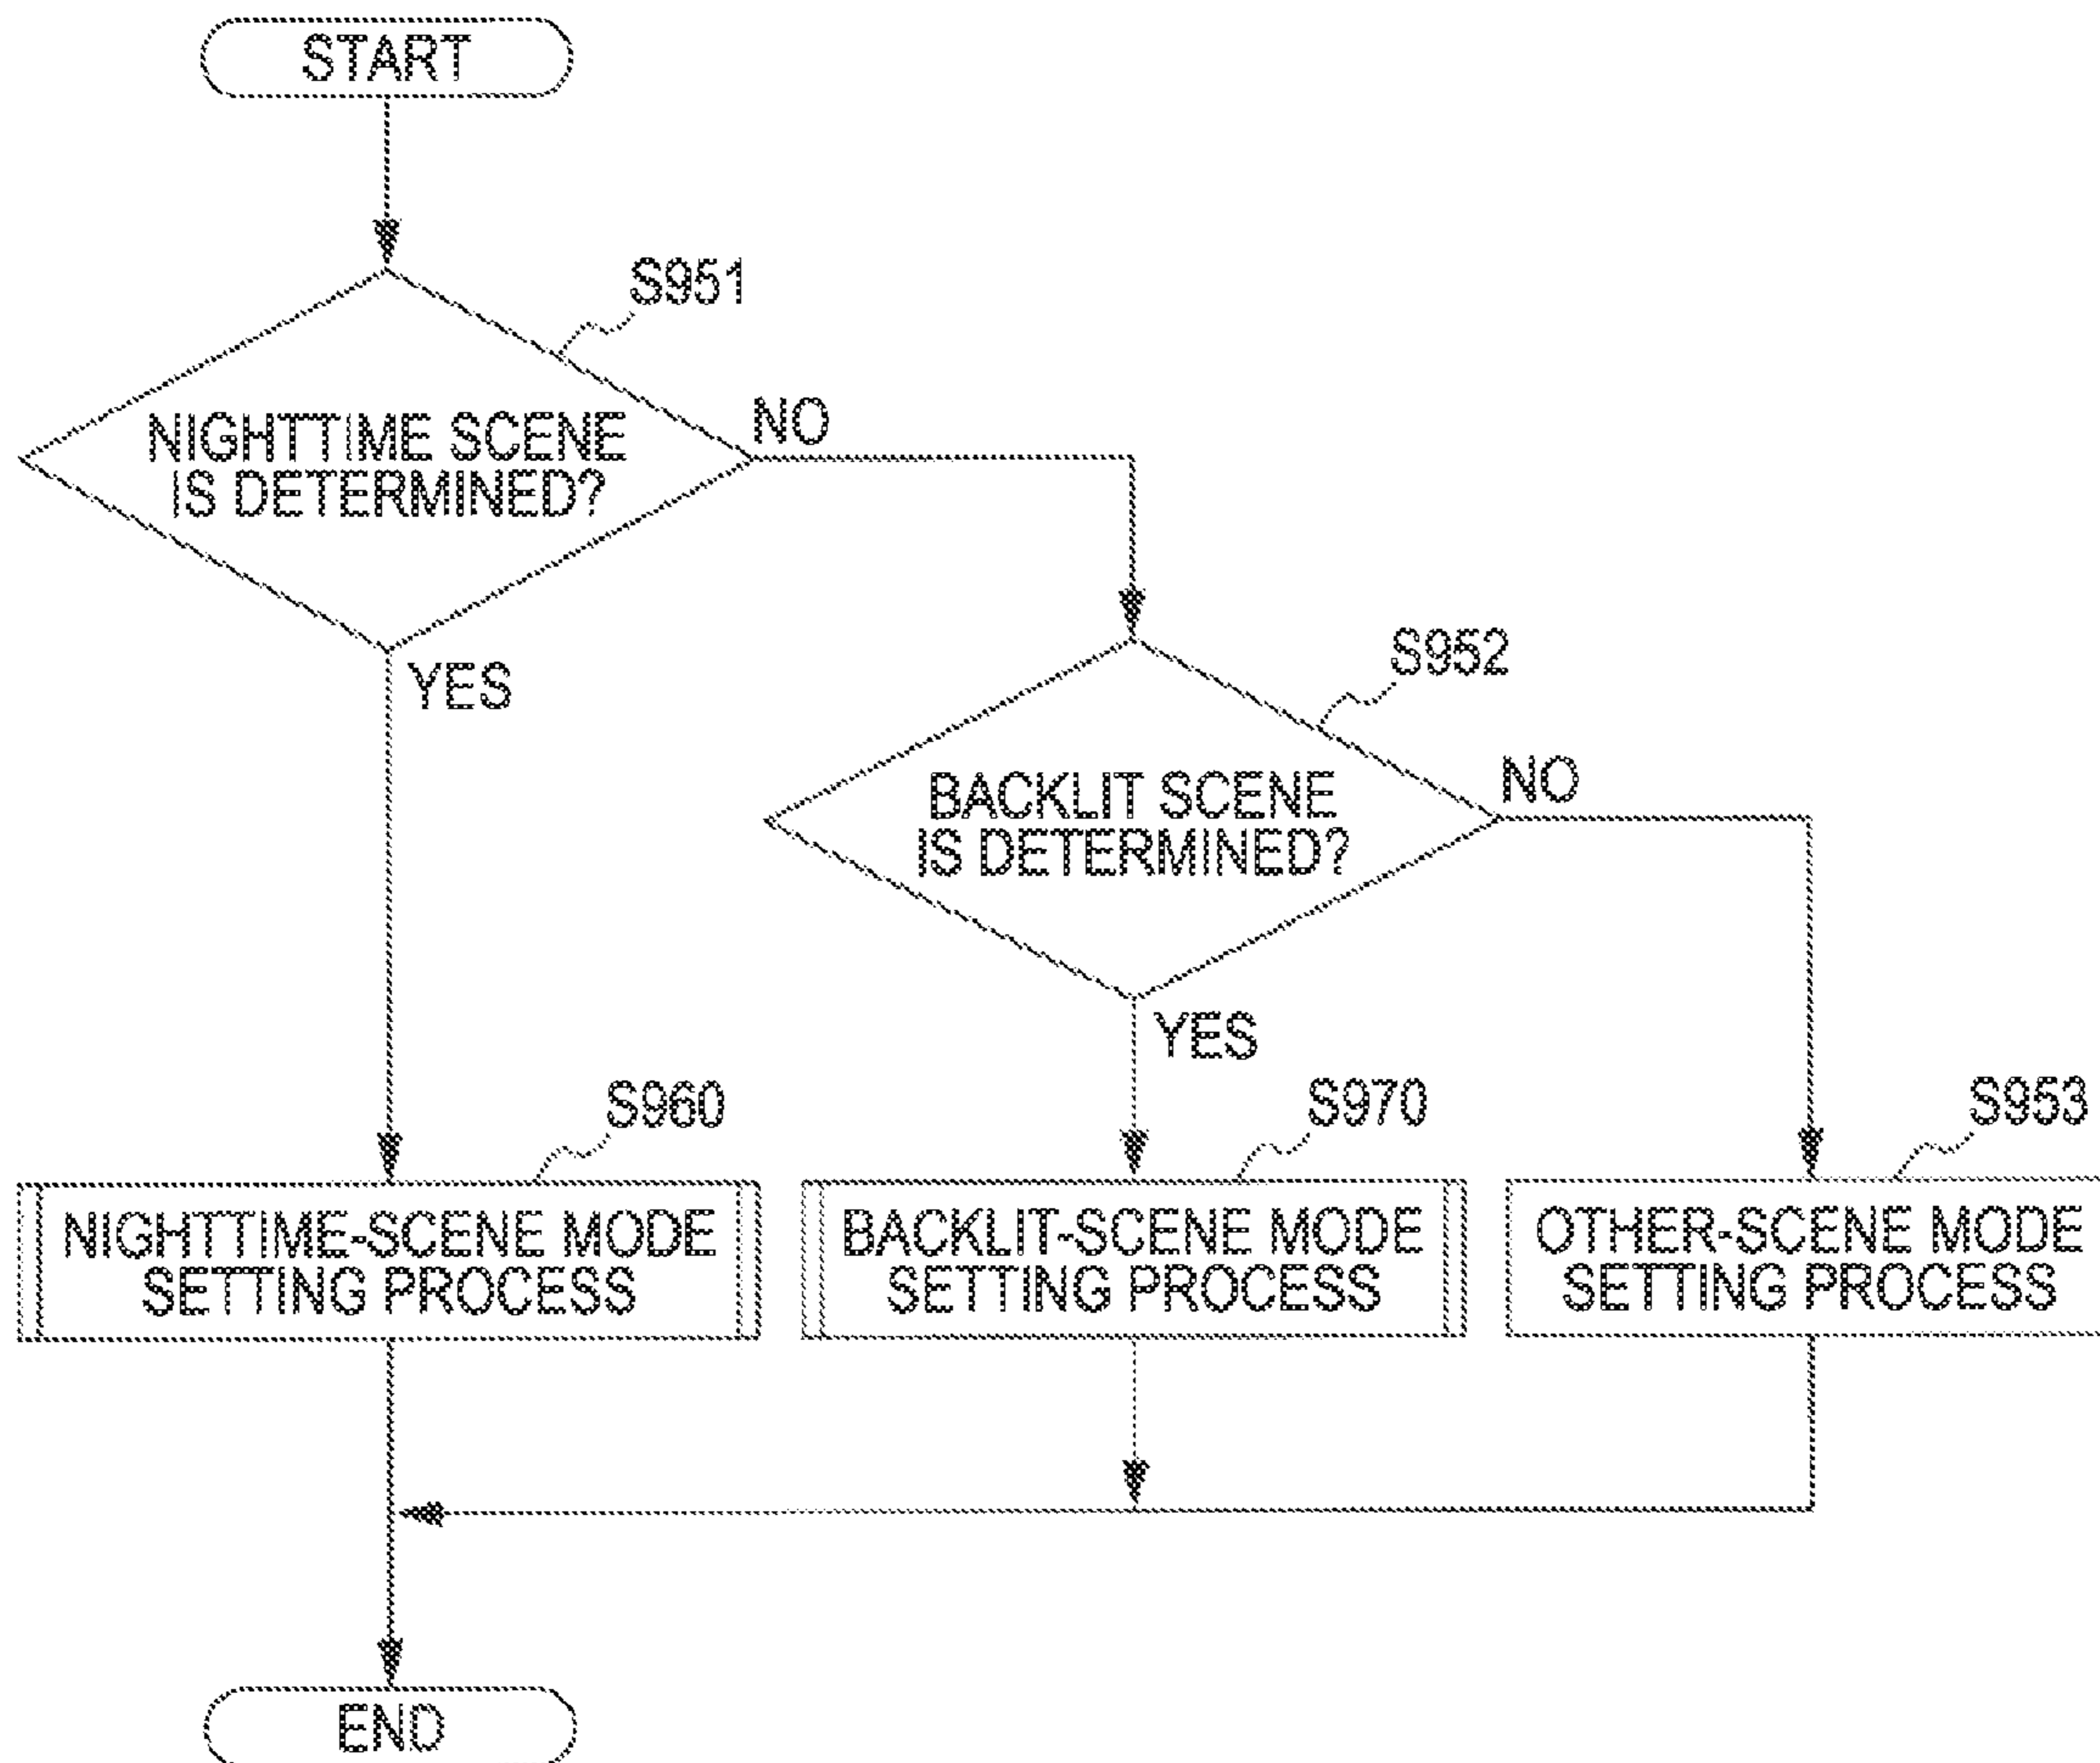 START
S951
NIGHTTIME SCENE
IS DETERMINED?
NO
YES
S952
BACKLIT SCENE
IS DETERMINED?
NO
YES
S960
NIGHTTIME-SCENE MODE
SETTING PROCESS
S970
BACKLIT-SCENE MODE
SETTING PROCESS
S953
OTHER-SCENE MODE
SETTING PROCESS
END